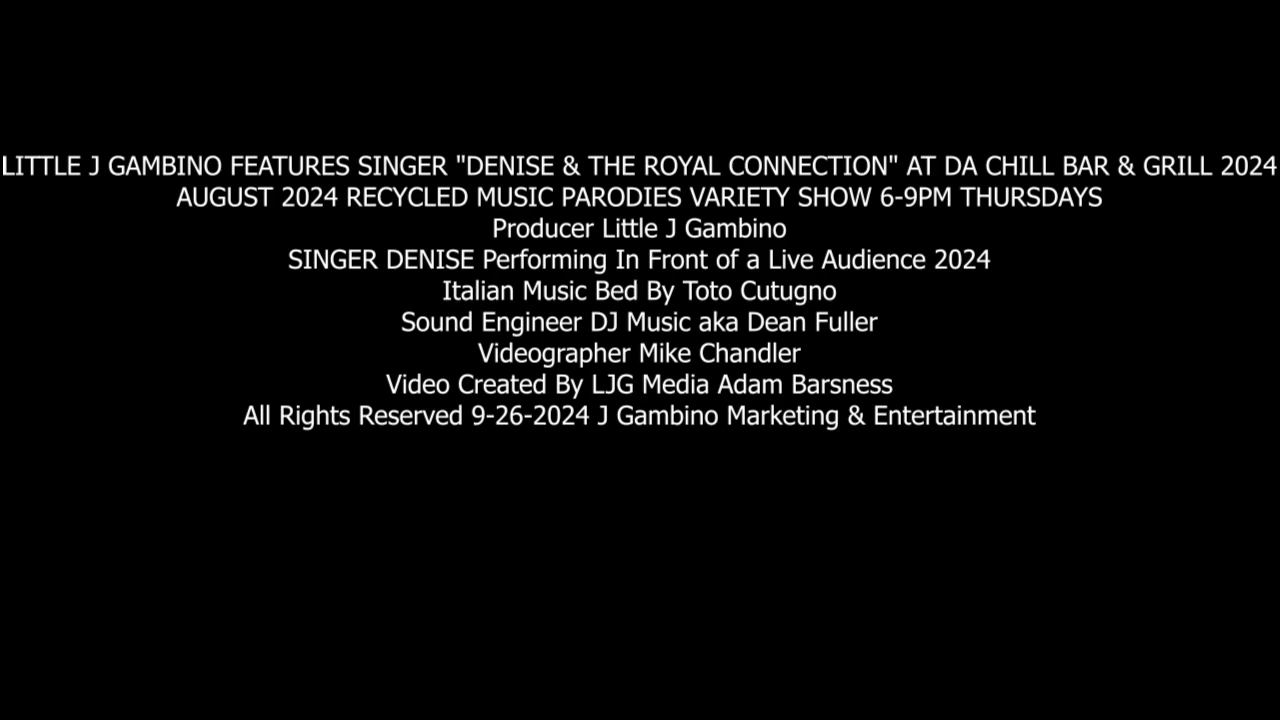 LITTLE J GAMBINO FEATURES SINGER "DENISE & THE ROYAL CONNECTION" AT DA CHILL BAR & GRILL 2024
AUGUST 2024 RECYCLED MUSIC PARODIES VARIETY SHOW 6-9PM THURSDAYS
Producer Little J Gambino
SINGER DENISE Performing In Front of a Live Audience 2024
Italian Music Bed By Toto Cutugno
Sound Engineer DJ Music aka Dean Fuller
Videographer Mike Chandler
Video Created By LJG Media Adam Barsness
All Rights Reserved 9-26-2024 J Gambino Marketing & Entertainment